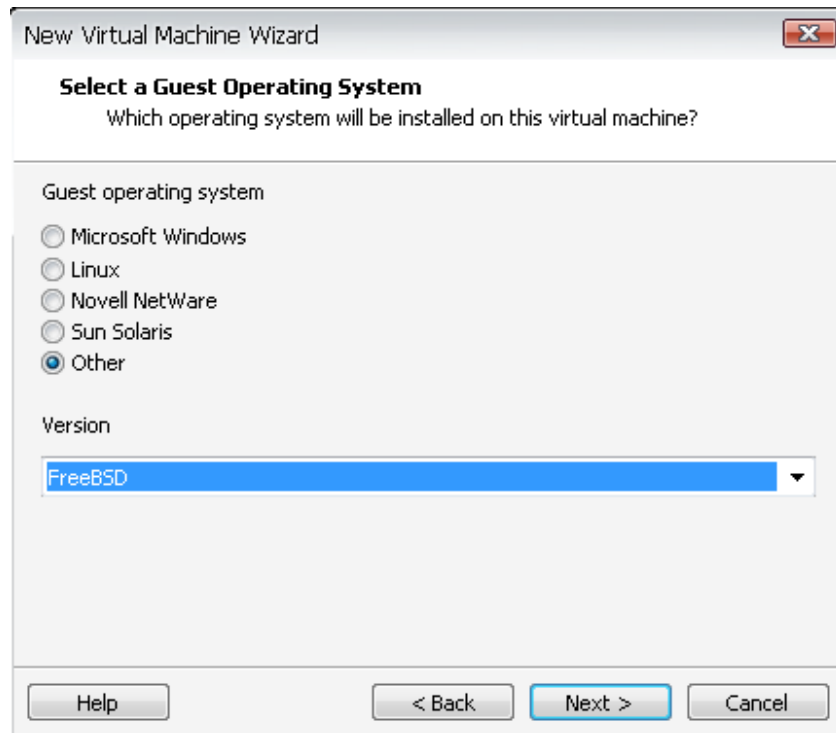 New Virtual Machine Wizard
Select a Guest Operating System
Which operating system will be installed on this virtual machine?
Guest operating system
Microsoft Windows
Linux
Novell NetWare
Sun Solaris
Other
Version
FreeBSD
Help
< Back
Next >
Cancel